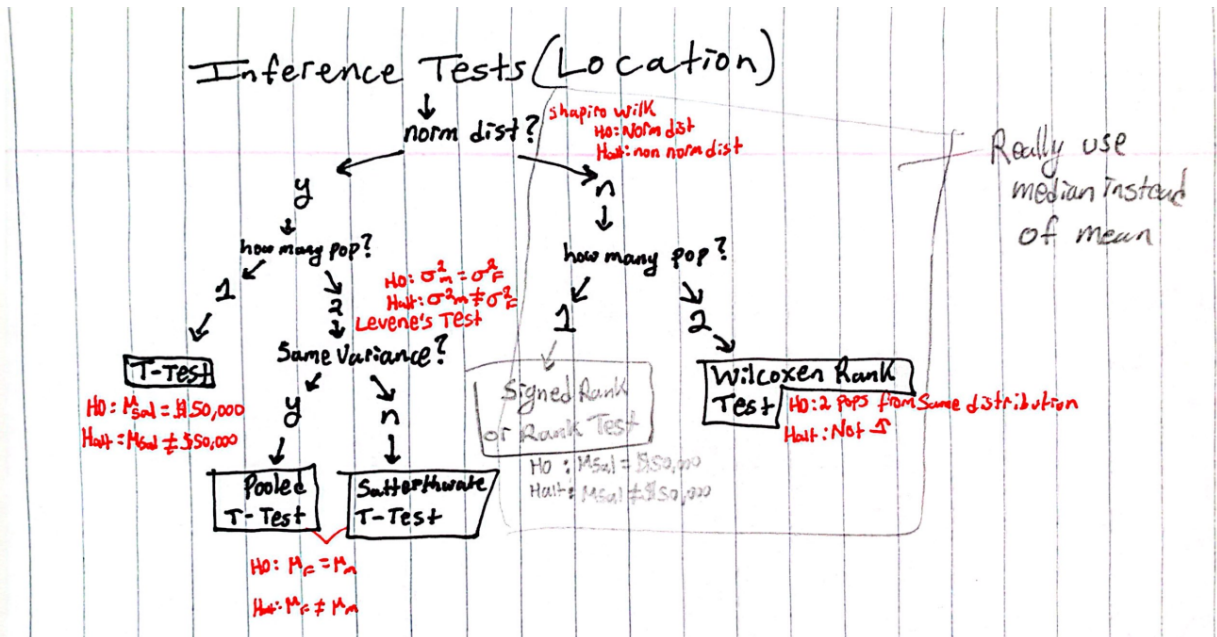 Inference Tests (Location)
shapiro wilk
H0: Norm dist
Halt: non norm dist
norm dist?
Really use
median instead
of mean
y
n
how many pop?
how many pop?
H0: σ²m = σ²F
Halt: σ²m ≠ σ²F
Levene's Test
1
2
1
2
Same Variance?
T-Test
H0: Msal = $50,000
Halt = Msal ≠ $50,000
y
n
Signed Rank
or Rank Test
H0: Msal = $50,000
Halt: Msal ≠ $50,000
Wilcoxen Rank
Test
H0: 2 pops from same distribution
Halt: Not
Pooled
T-Test
Satterthwate
T-Test
H0: MF = Mm
Halt: MF ≠ Mm